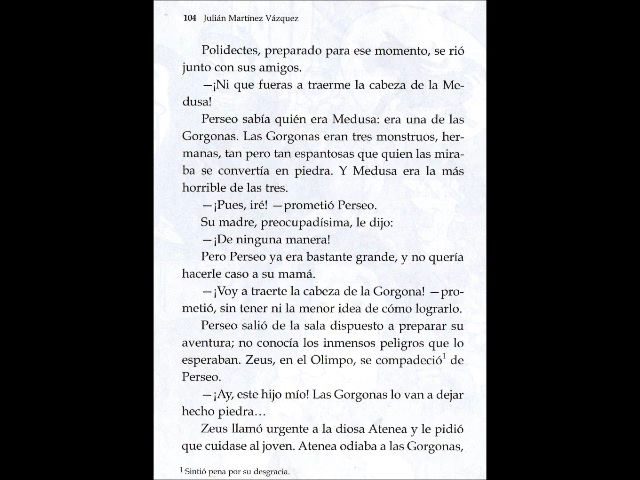 104 Julián Martínez Vázquez
Polidectes, preparado para ese momento, se rió
junto con sus amigos.
—¡Ni que fueras a traerme la cabeza de la Me-
dusa!
Perseo sabía quién era Medusa: era una de las
Gorgonas. Las Gorgonas eran tres monstruos, her-
manas, tan pero tan espantosas que quien las mira-
ba se convertía en piedra. Y Medusa era la más
horrible de las tres.
—¡Pues, iré! —prometió Perseo.
Su madre, preocupadísima, le dijo:
—¡De ninguna manera!
Pero Perseo ya era bastante grande, y no quería
hacerle caso a su mamá.
—¡Voy a traerte la cabeza de la Gorgona! —pro-
metió, sin tener ni la menor idea de cómo lograrlo.
Perseo salió de la sala dispuesto a preparar su
aventura; no conocía los inmensos peligros que lo
esperaban. Zeus, en el Olimpo, se compadeció¹ de
Perseo.
—¡Ay, este hijo mío! Las Gorgonas lo van a dejar
hecho piedra...
Zeus llamó urgente a la diosa Atenea y le pidió
que cuidase al joven. Atenea odiaba a las Gorgonas,
¹ Sintió pena por su desgracia.